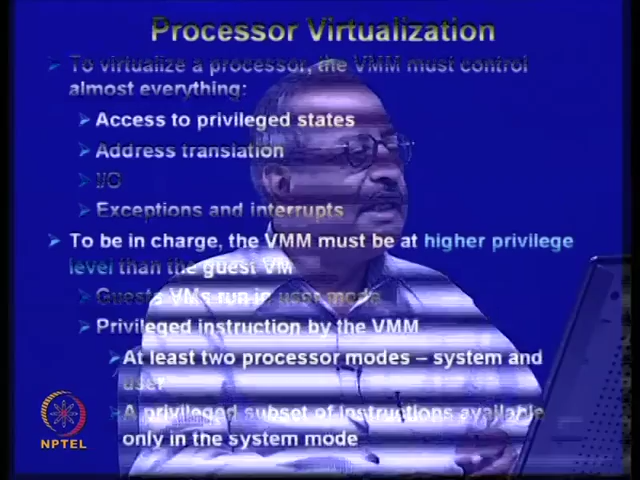 Processor Virtualization
To virtualize a processor, the VMM must control
almost everything:
Access to privileged states
Address translation
I/O
Exceptions and interrupts
To be in charge, the VMM must be at higher privilege
level than the guest VM
Guests VMs run in user mode
Privileged instruction by the VMM
At least two processor modes – system and
user
A privileged subset of instructions available
only in the system mode
NPTEL